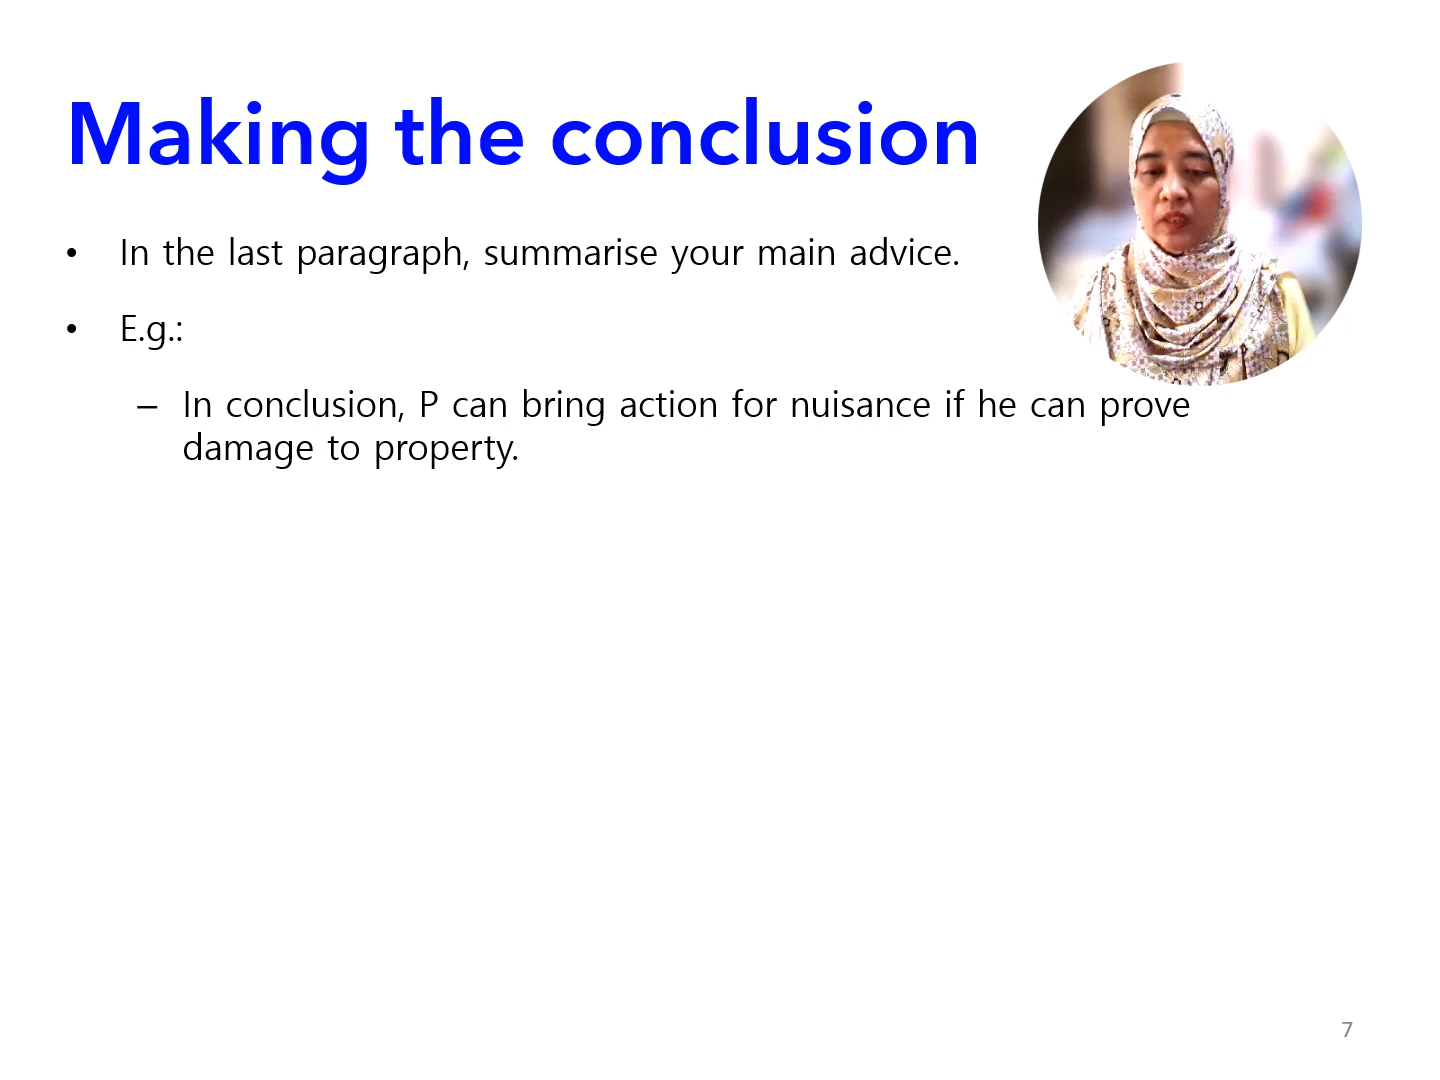 Making the conclusion
• In the last paragraph, summarise your main advice.
• E.g.:
– In conclusion, P can bring action for nuisance if he can prove
damage to property.
7